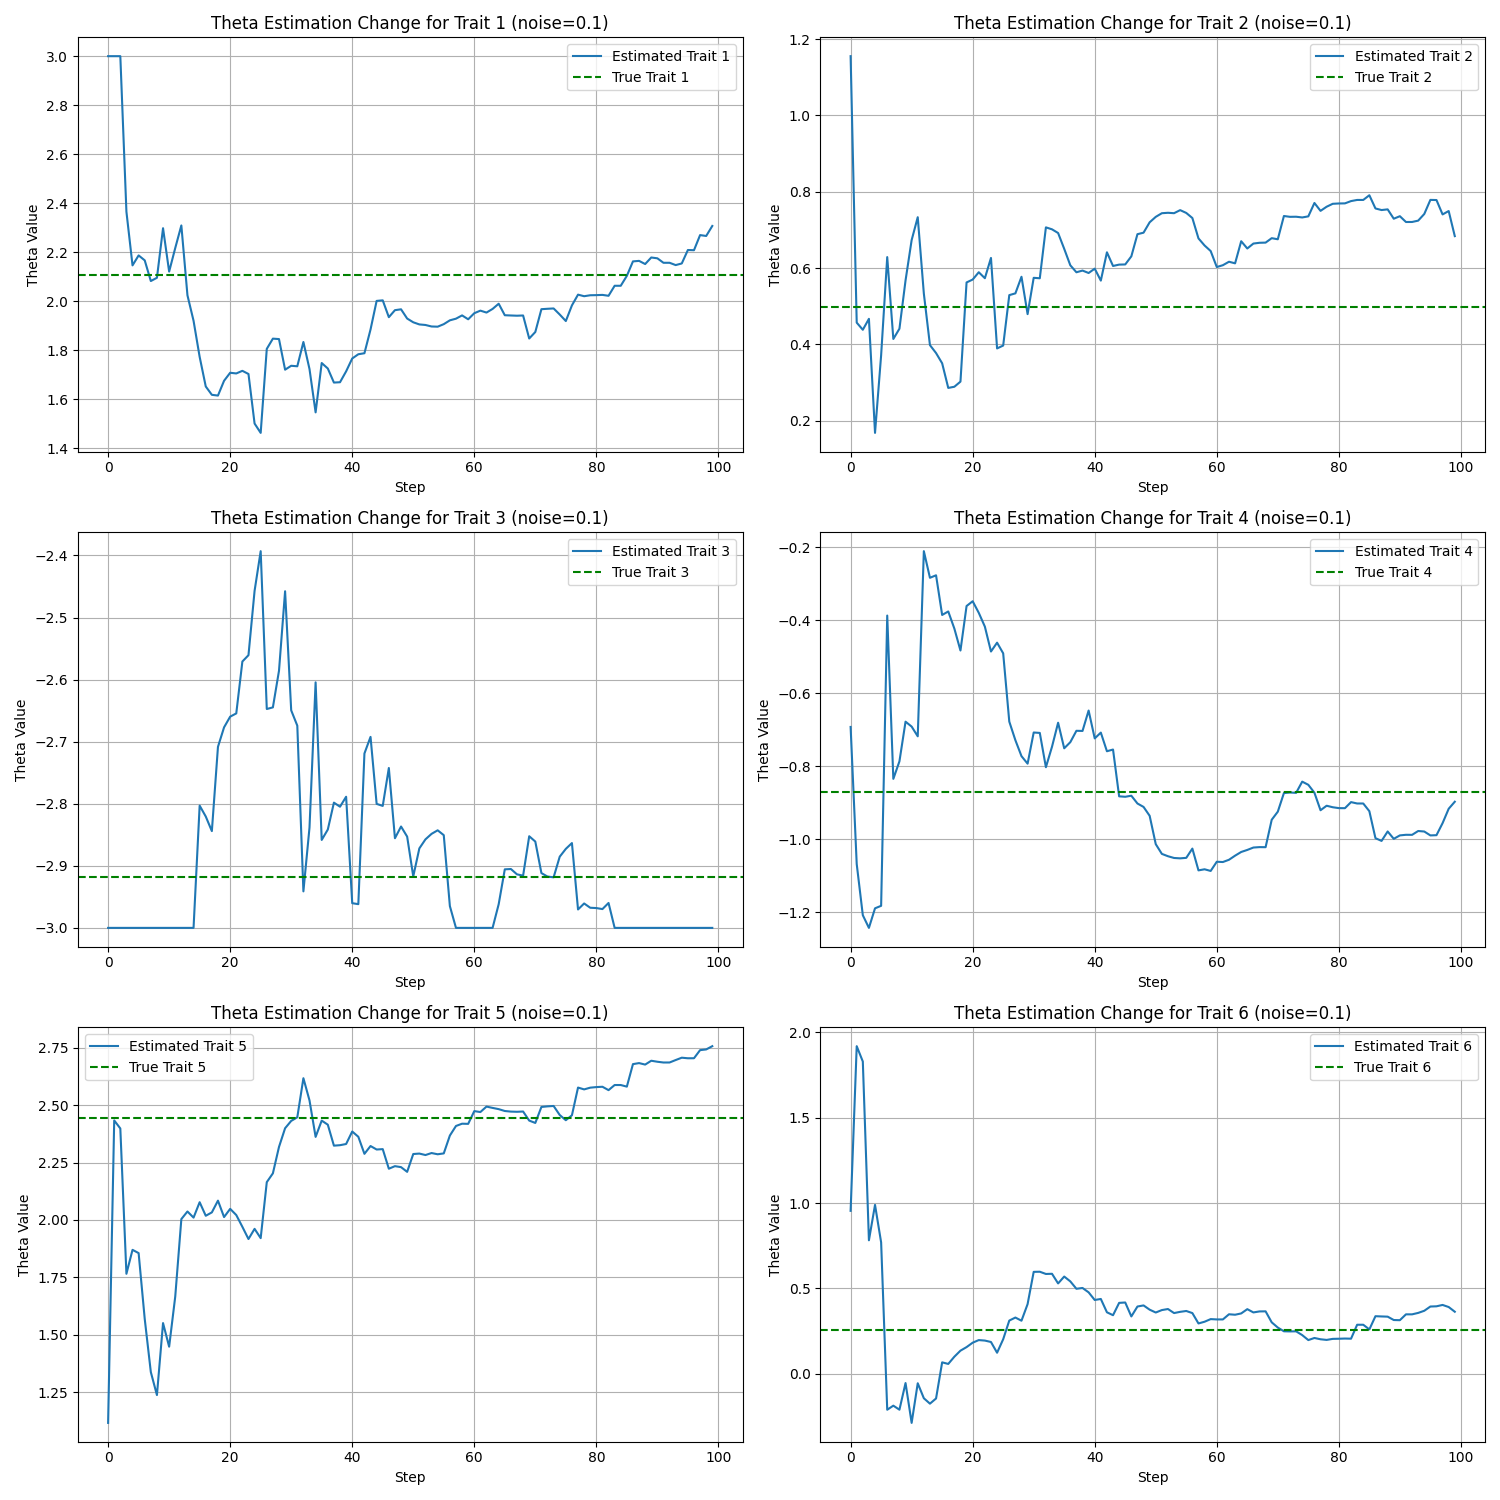 Theta Estimation Change for Trait 1 (noise=0.1)
Estimated Trait 1
True Trait 1
Theta Value
3.0
2.8
2.6
2.4
2.2
2.0
1.8
1.6
1.4
0 20 40 60 80 100
Step
Theta Estimation Change for Trait 2 (noise=0.1)
Estimated Trait 2
True Trait 2
Theta Value
1.2
1.0
0.8
0.6
0.4
0.2
0 20 40 60 80 100
Step
Theta Estimation Change for Trait 3 (noise=0.1)
Estimated Trait 3
True Trait 3
Theta Value
−2.4
−2.5
−2.6
−2.7
−2.8
−2.9
−3.0
0 20 40 60 80 100
Step
Theta Estimation Change for Trait 4 (noise=0.1)
Estimated Trait 4
True Trait 4
Theta Value
−0.2
−0.4
−0.6
−0.8
−1.0
−1.2
0 20 40 60 80 100
Step
Theta Estimation Change for Trait 5 (noise=0.1)
Estimated Trait 5
True Trait 5
Theta Value
2.75
2.50
2.25
2.00
1.75
1.50
1.25
0 20 40 60 80 100
Step
Theta Estimation Change for Trait 6 (noise=0.1)
Estimated Trait 6
True Trait 6
Theta Value
2.0
1.5
1.0
0.5
0.0
0 20 40 60 80 100
Step